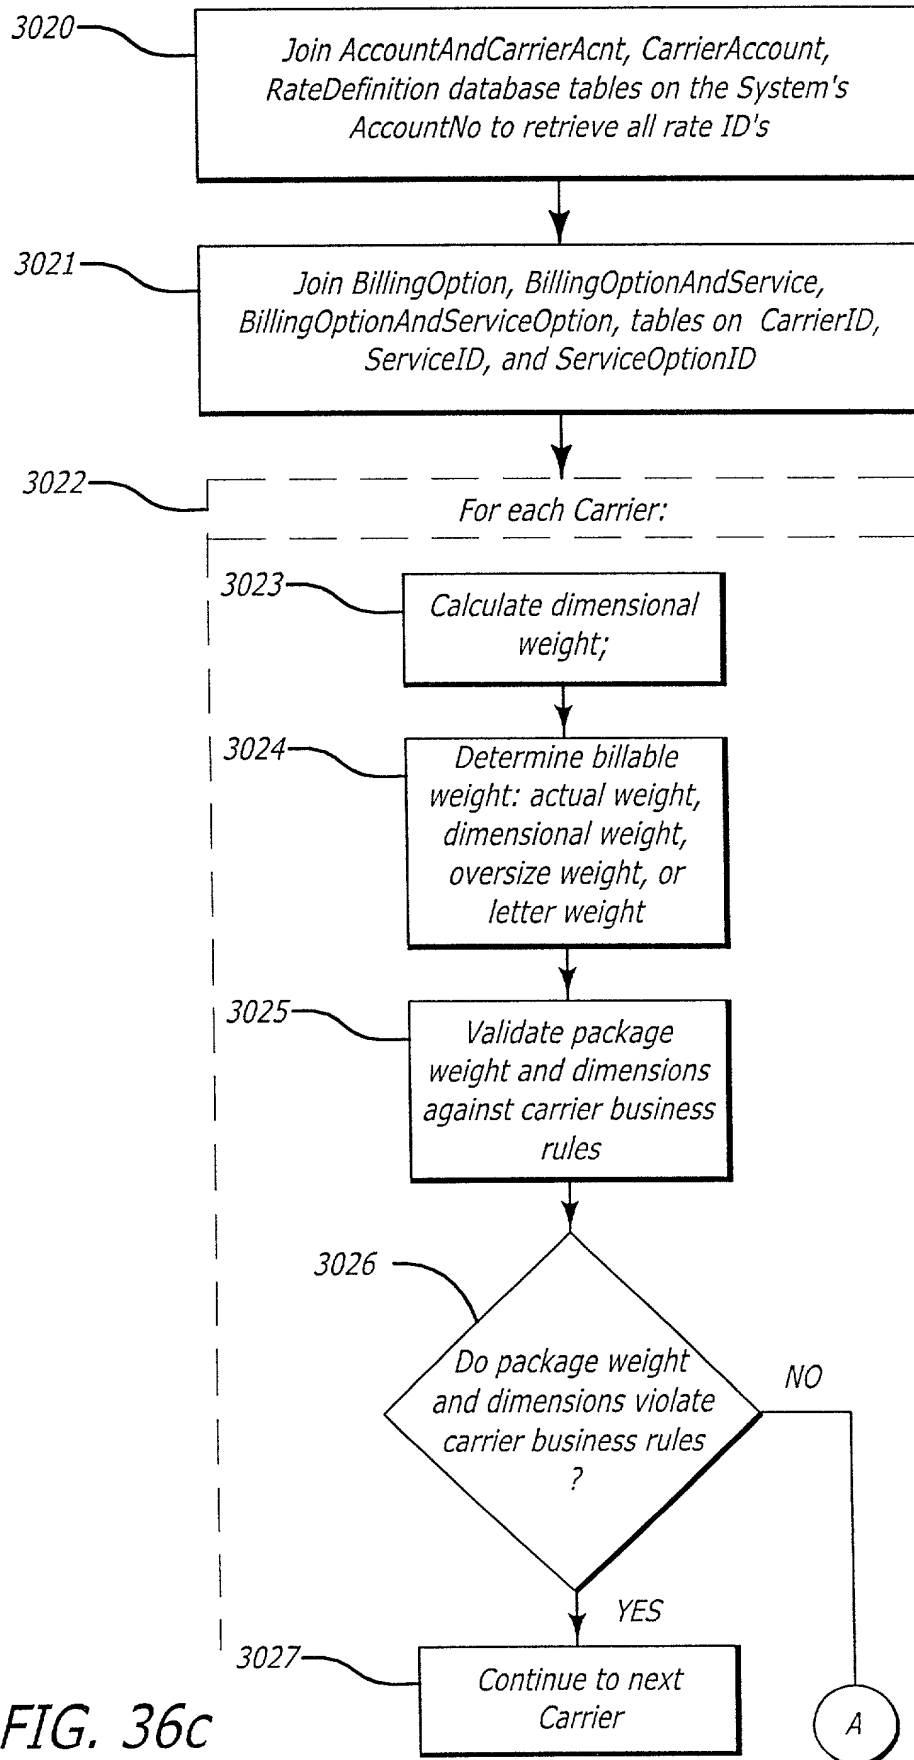 3020
Join AccountAndCarrierAcnt, CarrierAccount,
RateDefinition database tables on the System's
AccountNo to retrieve all rate ID's
3021
Join BillingOption, BillingOptionAndService,
BillingOptionAndServiceOption, tables on CarrierID,
ServiceID, and ServiceOptionID
3022
For each Carrier:
3023
Calculate dimensional
weight;
3024
Determine billable
weight: actual weight,
dimensional weight,
oversize weight, or
letter weight
3025
Validate package
weight and dimensions
against carrier business
rules
3026
Do package weight
and dimensions violate
carrier business rules
?
NO
YES
3027
Continue to next
Carrier
A
FIG. 36c